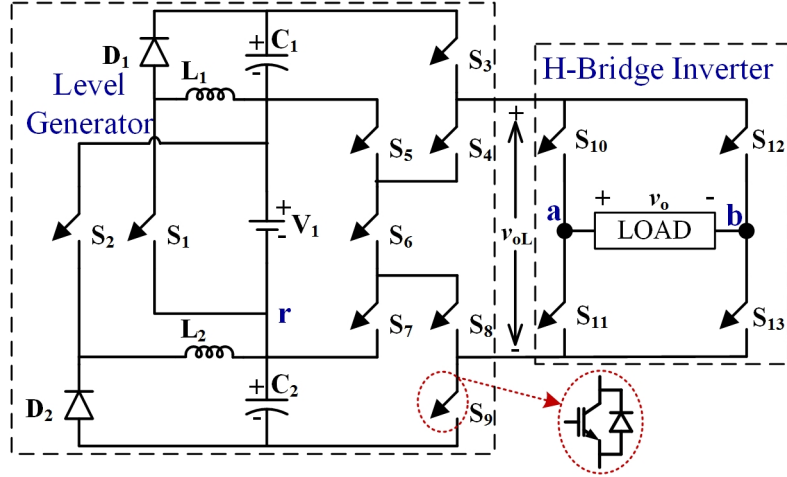 D1
+ C1
-
S3
L1
Level
Generator
H-Bridge Inverter
+
S5
S4
S10
S12
S2
S1
+
V1
-
S6
voL
a
+ vo -
b
LOAD
r
L2
S7
S8
S11
S13
-
D2
+ C2
-
S9